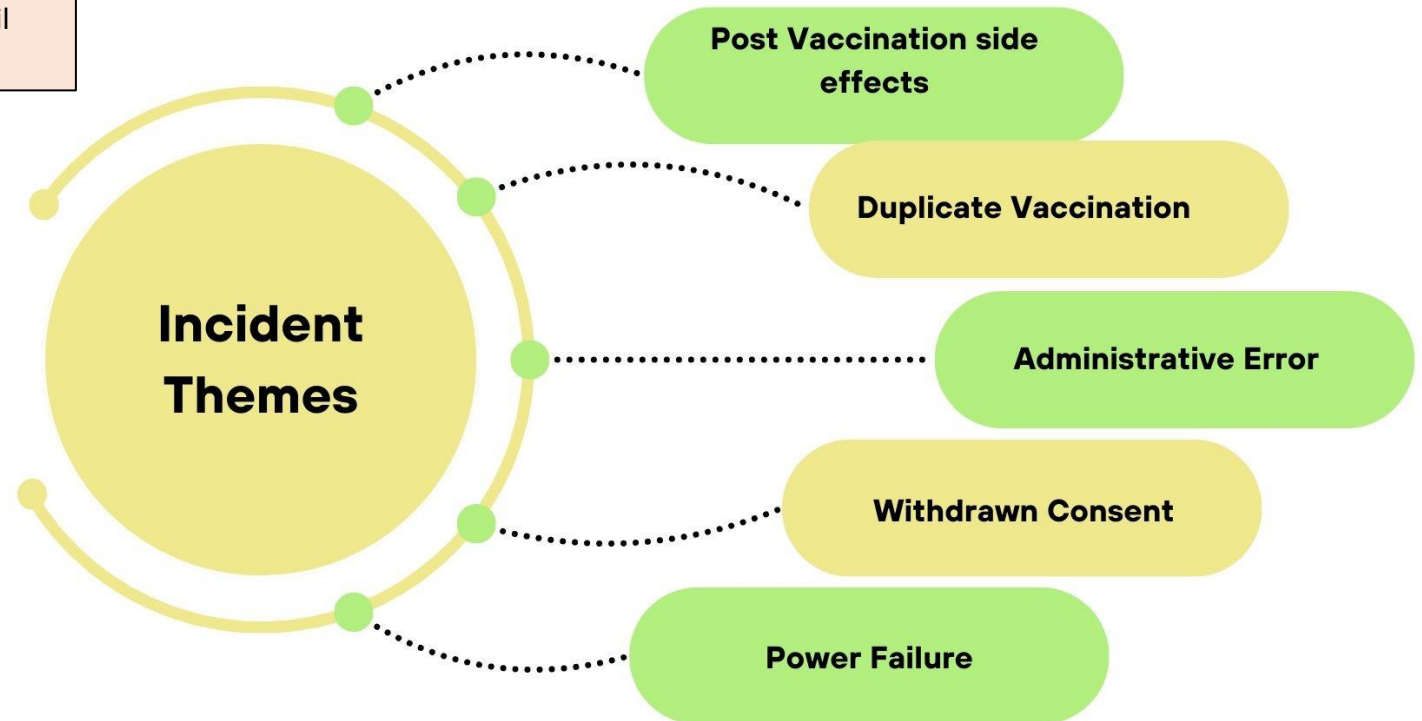 Post Vaccination side
effects
Duplicate Vaccination
Incident
Themes
Administrative Error
Withdrawn Consent
Power Failure